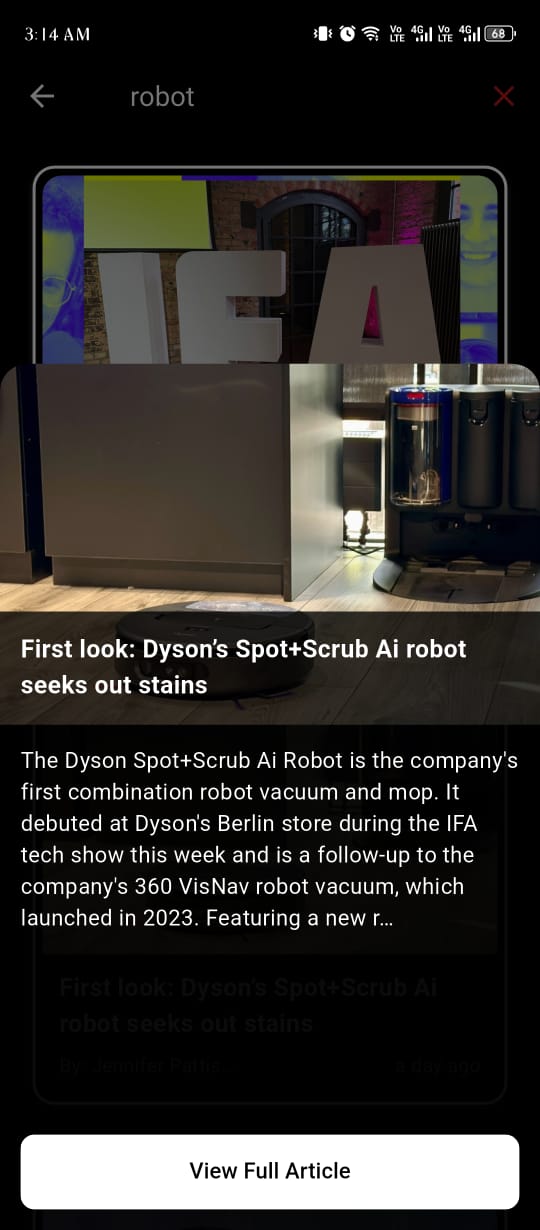 3:14 AM
Vo LTE 4G Vo LTE 4G 68
robot
IFA
First look: Dyson’s Spot+Scrub Ai robot
seeks out stains
The Dyson Spot+Scrub Ai Robot is the company's
first combination robot vacuum and mop. It
debuted at Dyson's Berlin store during the IFA
tech show this week and is a follow-up to the
company's 360 VisNav robot vacuum, which
launched in 2023. Featuring a new r…
First look: Dyson’s Spot+Scrub Ai
robot seeks out stains
By: Jennifer Pattis... a day ago
View Full Article